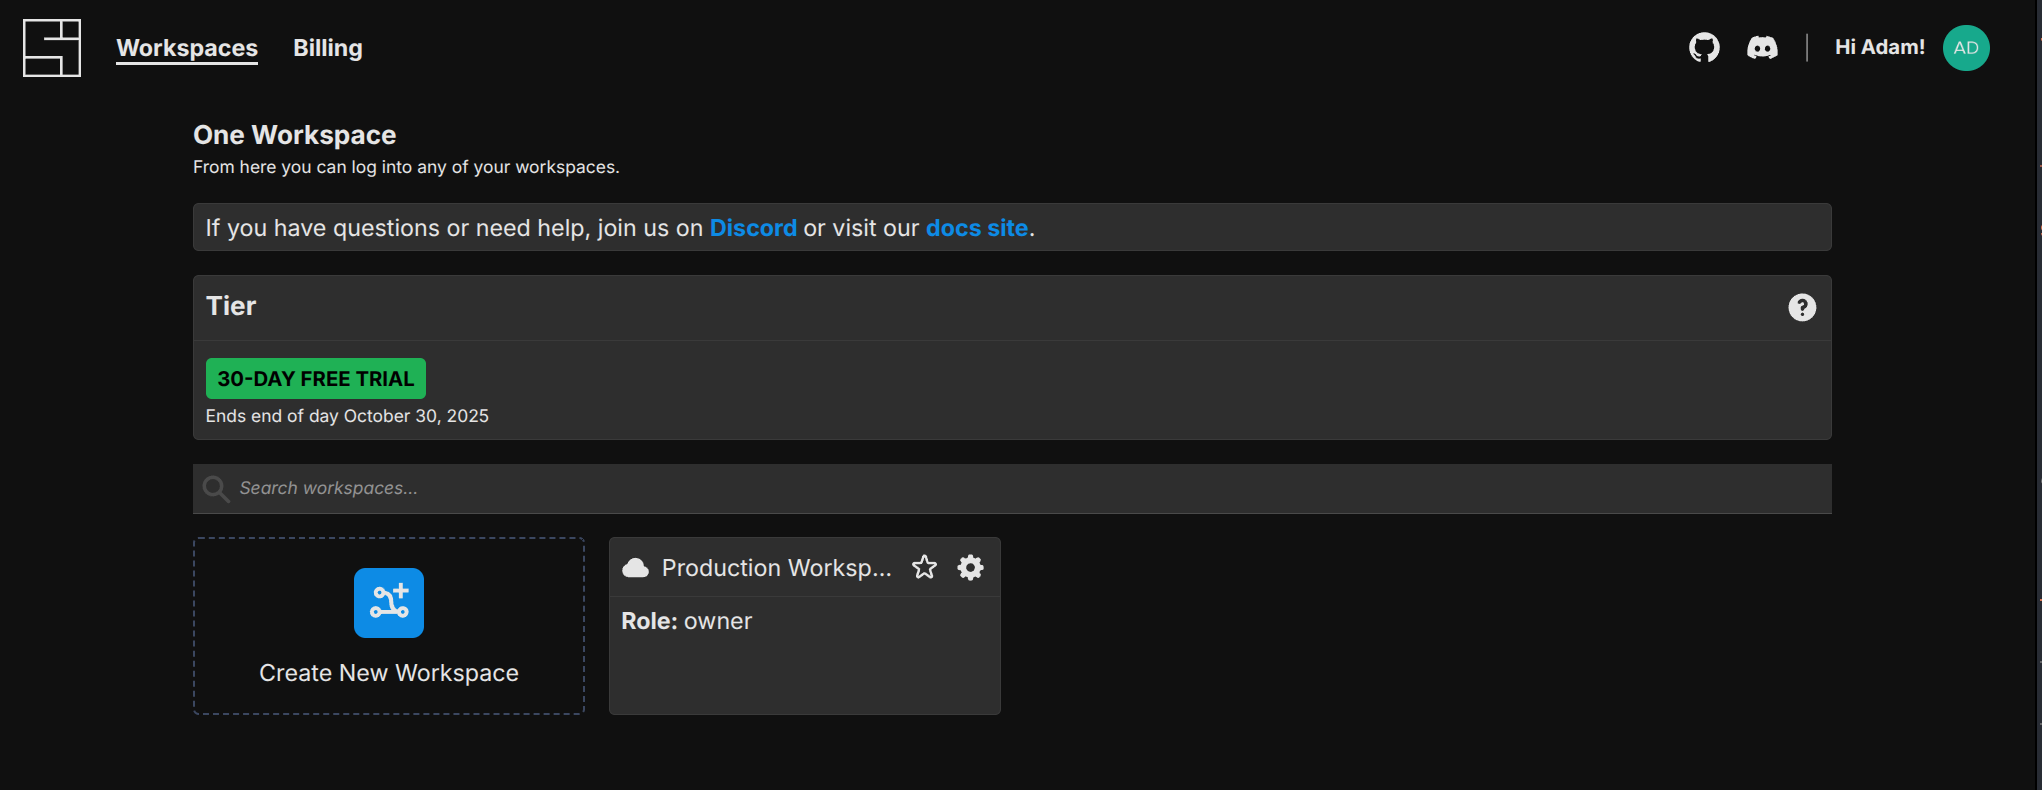 Workspaces Billing Hi Adam! AD
One Workspace
From here you can log into any of your workspaces.
If you have questions or need help, join us on Discord or visit our docs site.
Tier
?
30-DAY FREE TRIAL
Ends end of day October 30, 2025
Search workspaces...
Create New Workspace
Production Worksp...
Role: owner